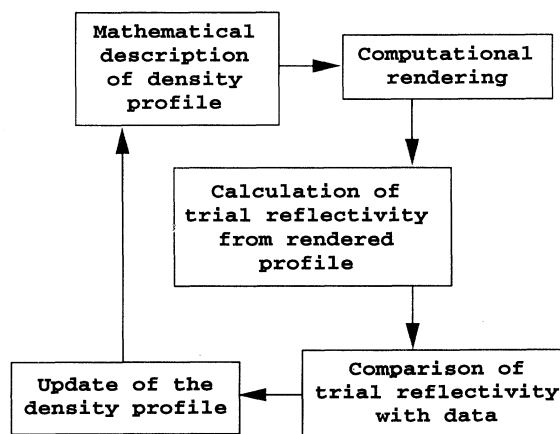 Mathematical
description
of density
profile
Computational
rendering
Calculation of
trial reflectivity
from rendered
profile
Comparison of
trial reflectivity
with data
Update of the
density profile